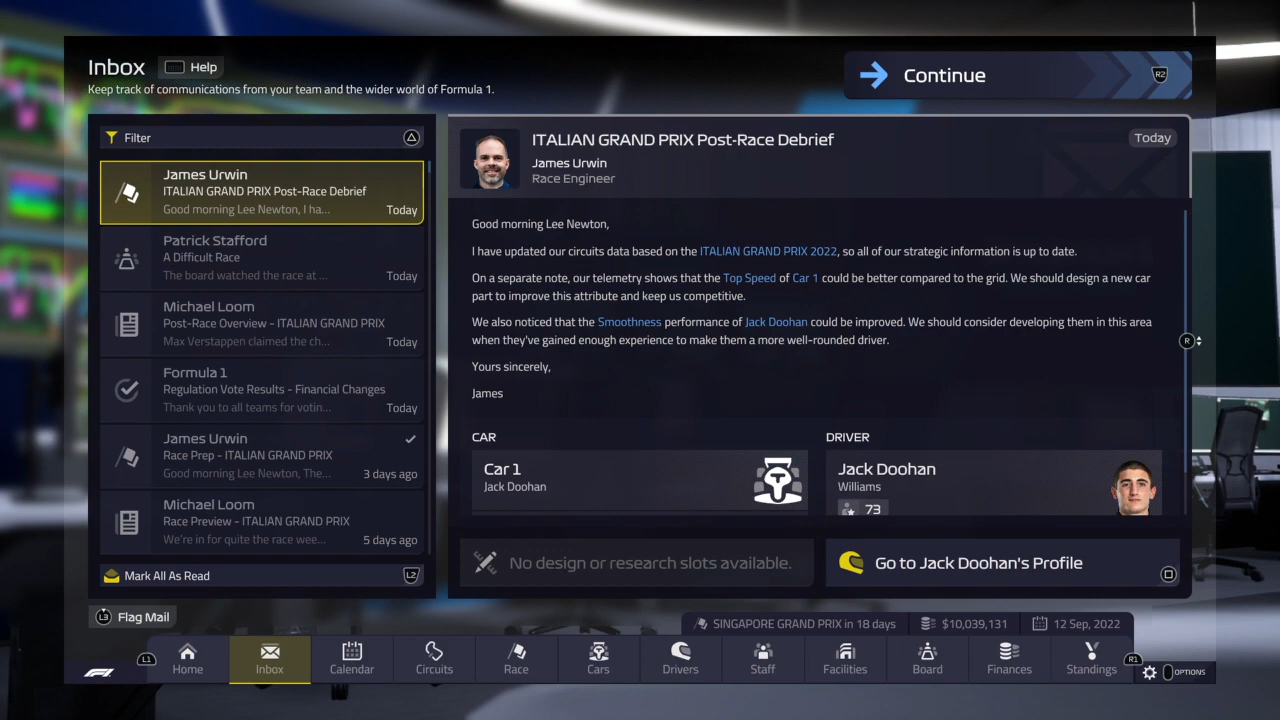 Inbox
Help
Keep track of communications from your team and the wider world of Formula 1.
Continue
R2
Filter
James Urwin
ITALIAN GRAND PRIX Post-Race Debrief
Good morning Lee Newton, I ha...
Today
Patrick Stafford
A Difficult Race
The board watched the race at ...
Today
Michael Loom
Post-Race Overview - ITALIAN GRAND PRIX
Max Verstappen claimed the ch...
Today
Formula 1
Regulation Vote Results - Financial Changes
Thank you to all teams for votin...
Today
James Urwin
Race Prep - ITALIAN GRAND PRIX
Good morning Lee Newton, The...
3 days ago
Michael Loom
Race Preview - ITALIAN GRAND PRIX
We're in for quite the race wee...
5 days ago
Mark All As Read
L2
ITALIAN GRAND PRIX Post-Race Debrief
Today
James Urwin
Race Engineer
Good morning Lee Newton,
I have updated our circuits data based on the ITALIAN GRAND PRIX 2022, so all of our strategic information is up to date.
On a separate note, our telemetry shows that the Top Speed of Car 1 could be better compared to the grid. We should design a new car
part to improve this attribute and keep us competitive.
We also noticed that the Smoothness performance of Jack Doohan could be improved. We should consider developing them in this area
when they've gained enough experience to make them a more well-rounded driver.
Yours sincerely,
James
R
CAR
Car 1
Jack Doohan
T
DRIVER
Jack Doohan
Williams
73
No design or research slots available.
Go to Jack Doohan's Profile
L3
Flag Mail
SINGAPORE GRAND PRIX in 18 days
$10,039,131
12 Sep, 2022
F1
L1
Home
Inbox
Calendar
Circuits
Race
Cars
Drivers
Staff
Facilities
Board
Finances
Standings
R1
OPTIONS